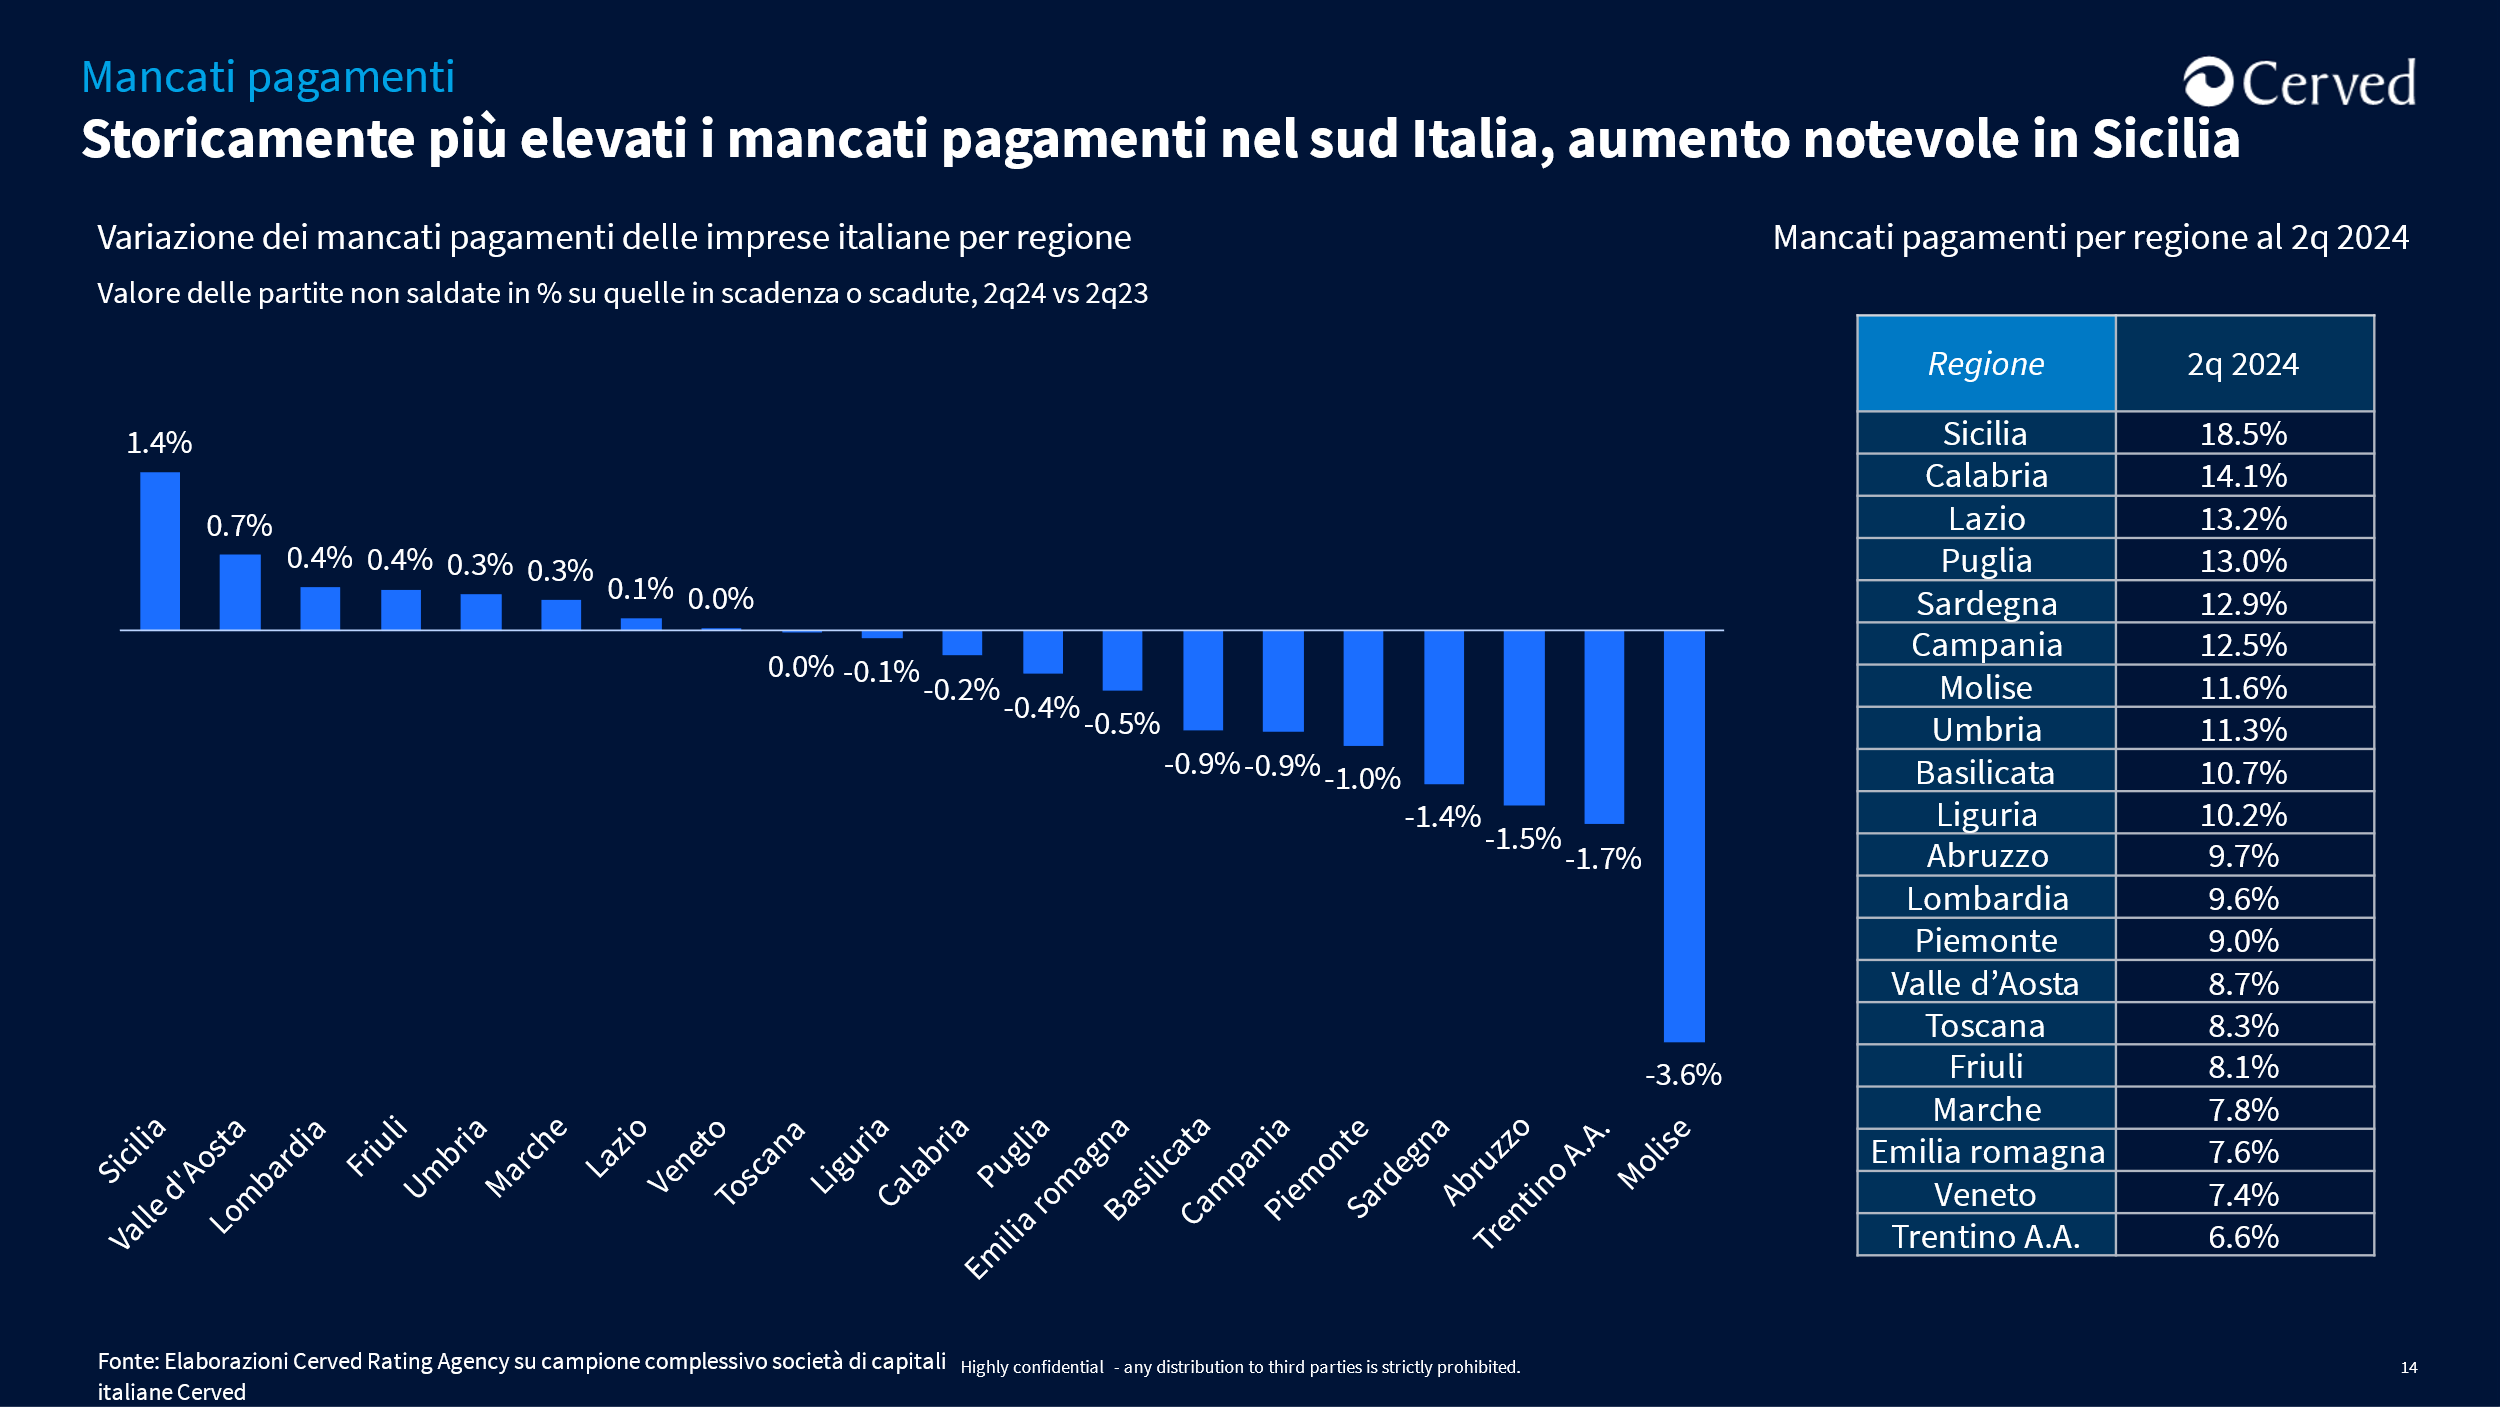 Mancati pagamenti
Cerved
Storicamente più elevati i mancati pagamenti nel sud Italia, aumento notevole in Sicilia
Variazione dei mancati pagamenti delle imprese italiane per regione
Valore delle partite non saldate in % su quelle in scadenza o scadute, 2q24 vs 2q23
1.4%
0.7%
0.4%
0.4%
0.3%
0.3%
0.1%
0.0%
0.0%
-0.1%
-0.2%
-0.4%
-0.5%
-0.9%
-0.9%
-1.0%
-1.4%
-1.5%
-1.7%
-3.6%
Sicilia
Valle d'Aosta
Lombardia
Friuli
Umbria
Marche
Lazio
Veneto
Toscana
Liguria
Calabria
Puglia
Emilia romagna
Basilicata
Campania
Piemonte
Sardegna
Abruzzo
Trentino A.A.
Molise
Mancati pagamenti per regione al 2q 2024
Regione 2q 2024
Sicilia 18.5%
Calabria 14.1%
Lazio 13.2%
Puglia 13.0%
Sardegna 12.9%
Campania 12.5%
Molise 11.6%
Umbria 11.3%
Basilicata 10.7%
Liguria 10.2%
Abruzzo 9.7%
Lombardia 9.6%
Piemonte 9.0%
Valle d’Aosta 8.7%
Toscana 8.3%
Friuli 8.1%
Marche 7.8%
Emilia romagna 7.6%
Veneto 7.4%
Trentino A.A. 6.6%
Fonte: Elaborazioni Cerved Rating Agency su campione complessivo società di capitali
italiane Cerved
Highly confidential - any distribution to third parties is strictly prohibited.
14